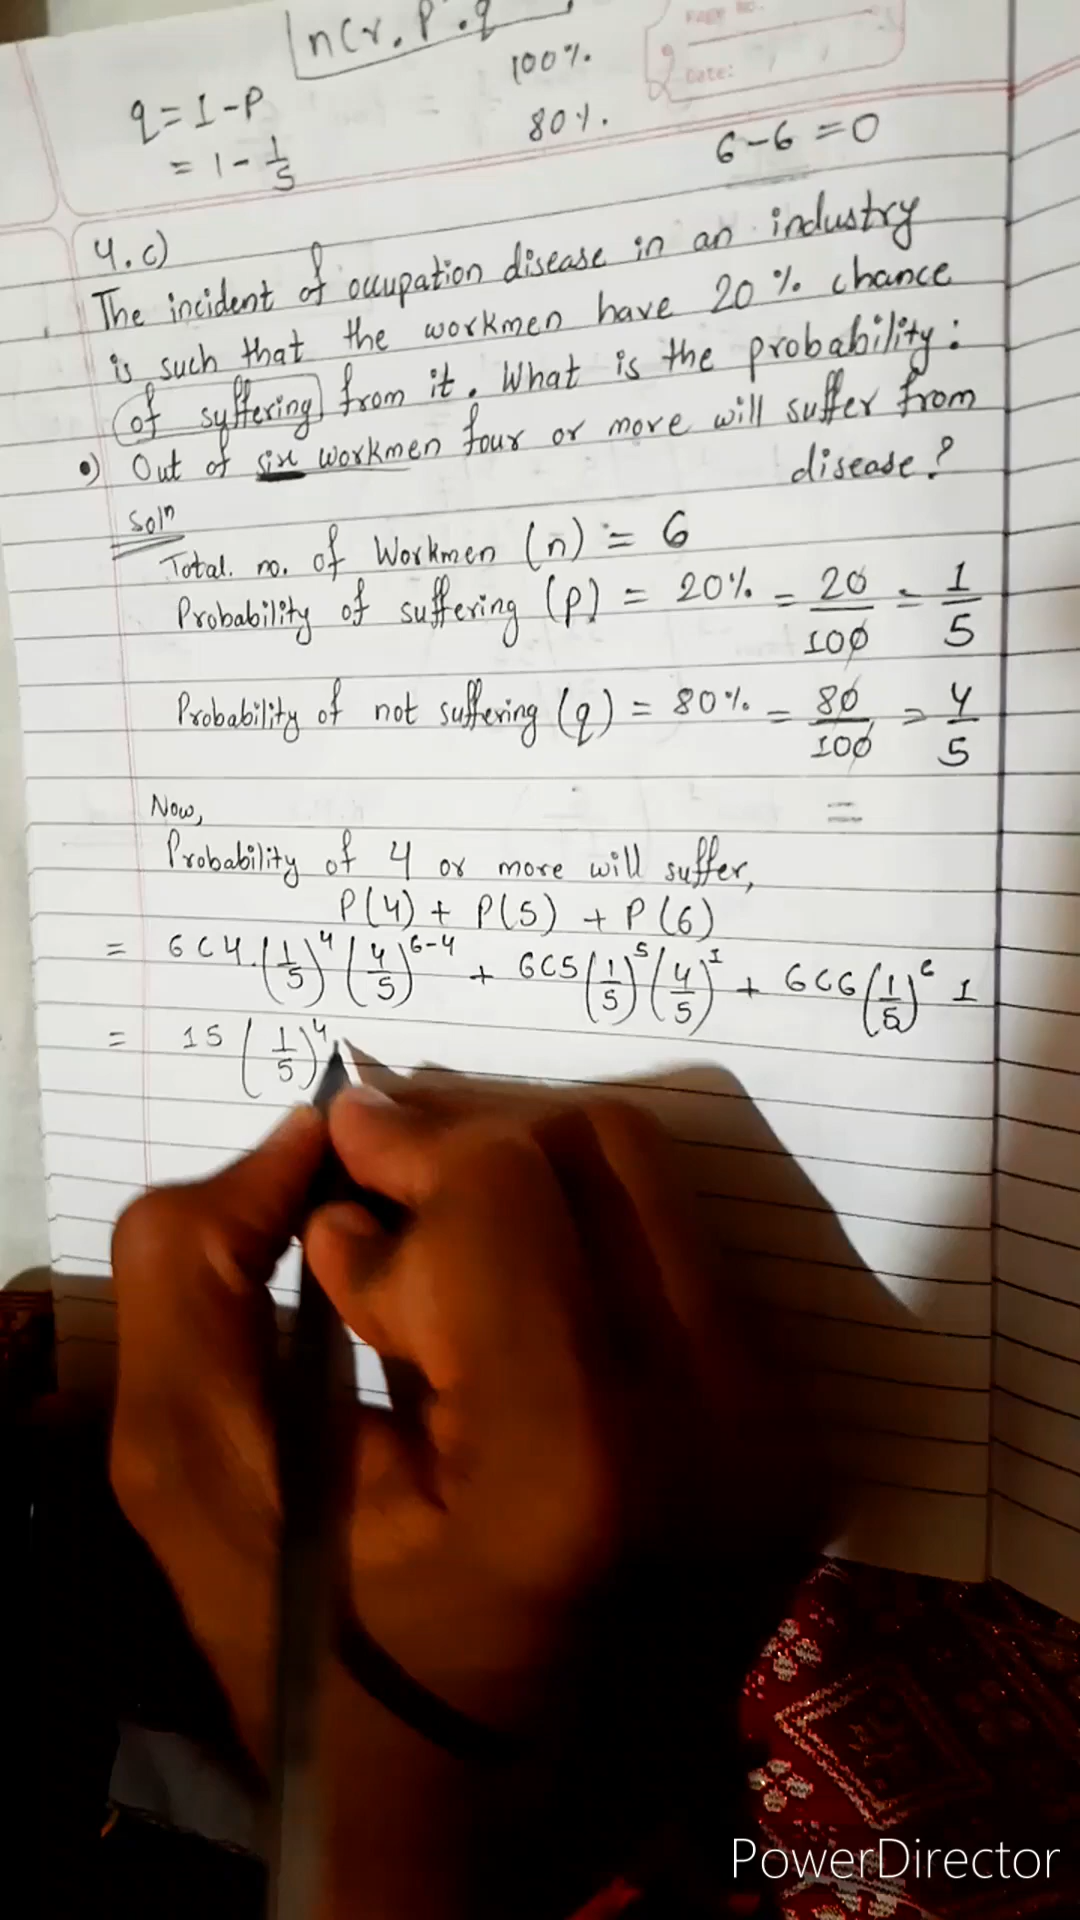 nCr . p . q
100%
Page No.
Date:
q = 1 - P
80%.
= 1 - 1/5
6 - 6 = 0
4. c)
The incident of occupation disease in an industry
is such that the workmen have 20% chance
of suffering from it. What is the probability:
•) Out of six workmen four or more will suffer from
disease?
Solⁿ
Total. no. of Workmen (n) = 6
Probability of suffering (p) = 20% = 20/100 = 1/5
Probability of not suffering (q) = 80% = 80/100 = 4/5
Now,
Probability of 4 or more will suffer,
P(4) + P(5) + P(6)
= 6C4.(1/5)^4 (4/5)^6-4 + 6C5 (1/5)^5 (4/5)^1 + 6C6 (1/5)^6 1
= 15 (1/5)^4
PowerDirector